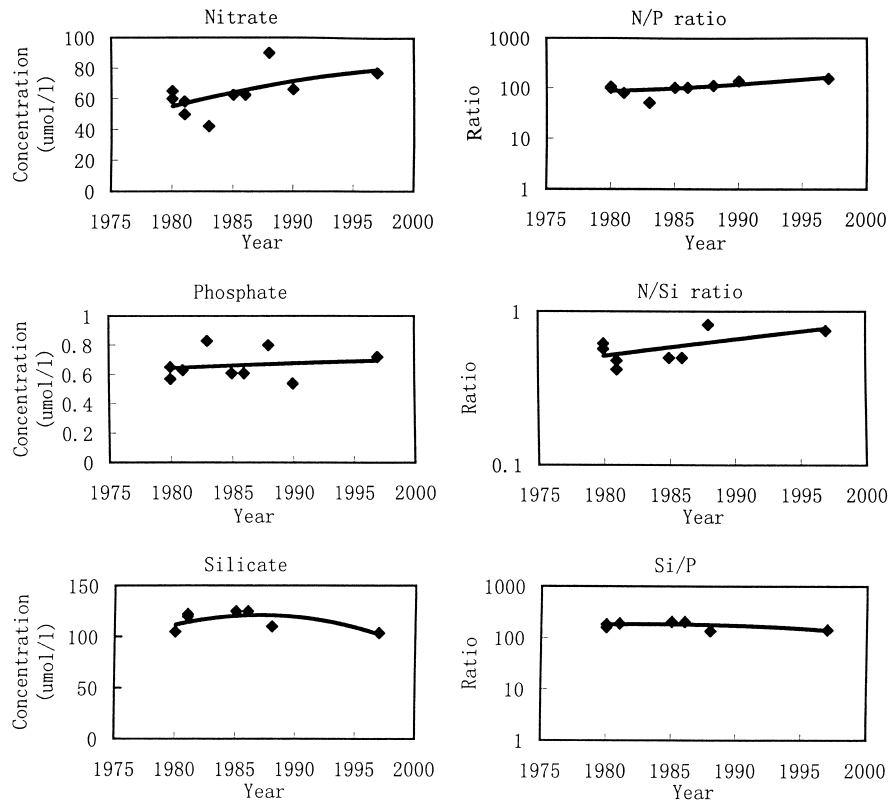 Nitrate
Concentration
(umol/l)
100
80
60
40
20
0
1975 1980 1985 1990 1995 2000
Year
N/P ratio
Ratio
1000
100
10
1
1975 1980 1985 1990 1995 2000
Year
Phosphate
Concentration
(umol/l)
1
0.8
0.6
0.4
0.2
0
1975 1980 1985 1990 1995 2000
Year
N/Si ratio
Ratio
1
0.1
1975 1980 1985 1990 1995 2000
Year
Silicate
Concentration
(umol/l)
150
100
50
0
1975 1980 1985 1990 1995 2000
Year
Si/P
Ratio
1000
100
10
1
1975 1980 1985 1990 1995 2000
Year